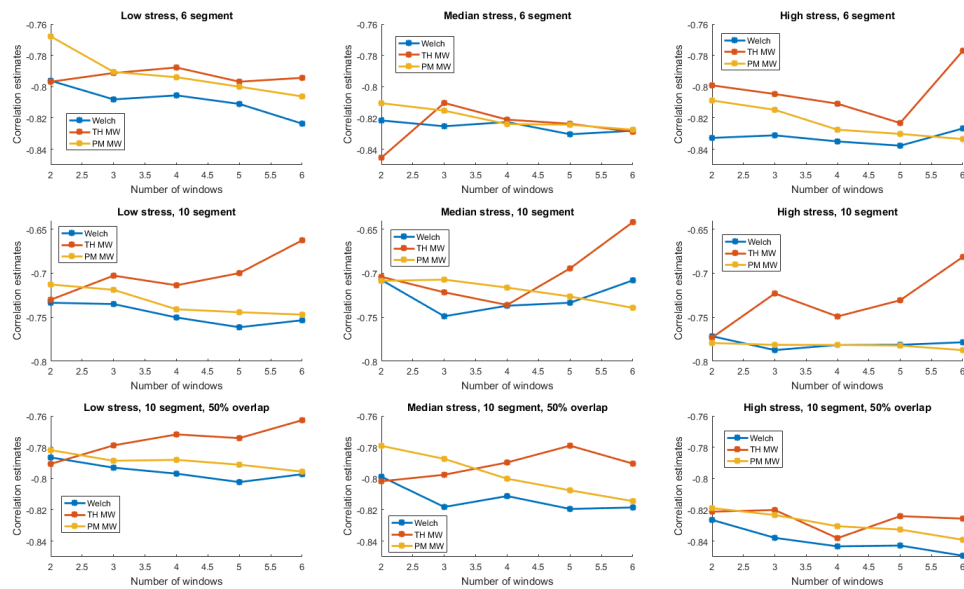 Low stress, 6 segment
Correlation estimates
-0.76
-0.78
-0.8
-0.82
-0.84
Welch
TH MW
PM MW
2 2.5 3 3.5 4 4.5 5 5.5 6
Number of windows
Median stress, 6 segment
Correlation estimates
-0.76
-0.78
-0.8
-0.82
-0.84
Welch
TH MW
PM MW
2 2.5 3 3.5 4 4.5 5 5.5 6
Number of windows
High stress, 6 segment
Correlation estimates
-0.76
-0.78
-0.8
-0.82
-0.84
Welch
TH MW
PM MW
2 2.5 3 3.5 4 4.5 5 5.5 6
Number of windows
Low stress, 10 segment
Correlation estimates
-0.65
-0.7
-0.75
-0.8
Welch
TH MW
PM MW
2 2.5 3 3.5 4 4.5 5 5.5 6
Number of windows
Median stress, 10 segment
Correlation estimates
-0.65
-0.7
-0.75
-0.8
Welch
TH MW
PM MW
2 2.5 3 3.5 4 4.5 5 5.5 6
Number of windows
High stress, 10 segment
Correlation estimates
-0.65
-0.7
-0.75
-0.8
Welch
TH MW
PM MW
2 2.5 3 3.5 4 4.5 5 5.5 6
Number of windows
Low stress, 10 segment, 50% overlap
Correlation estimates
-0.76
-0.78
-0.8
-0.82
-0.84
Welch
TH MW
PM MW
2 2.5 3 3.5 4 4.5 5 5.5 6
Number of windows
Median stress, 10 segment, 50% overlap
Correlation estimates
-0.76
-0.78
-0.8
-0.82
-0.84
Welch
TH MW
PM MW
2 2.5 3 3.5 4 4.5 5 5.5 6
Number of windows
High stress, 10 segment, 50% overlap
Correlation estimates
-0.76
-0.78
-0.8
-0.82
-0.84
Welch
TH MW
PM MW
2 2.5 3 3.5 4 4.5 5 5.5 6
Number of windows